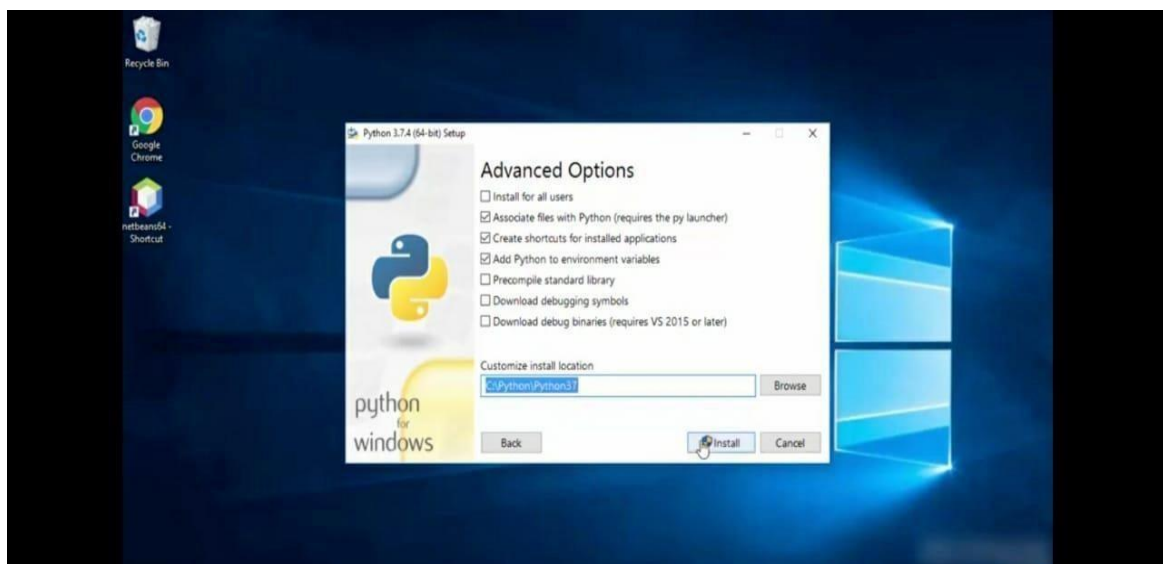 Recycle Bin
Google
Chrome
netbeans64 -
Shortcut
Python 3.7.4 (64-bit) Setup
Advanced Options
Install for all users
Associate files with Python (requires the py launcher)
Create shortcuts for installed applications
Add Python to environment variables
Precompile standard library
Download debugging symbols
Download debug binaries (requires VS 2015 or later)
Customize install location
C:\Python\Python37
Browse
python
for
windows
Back
Install
Cancel